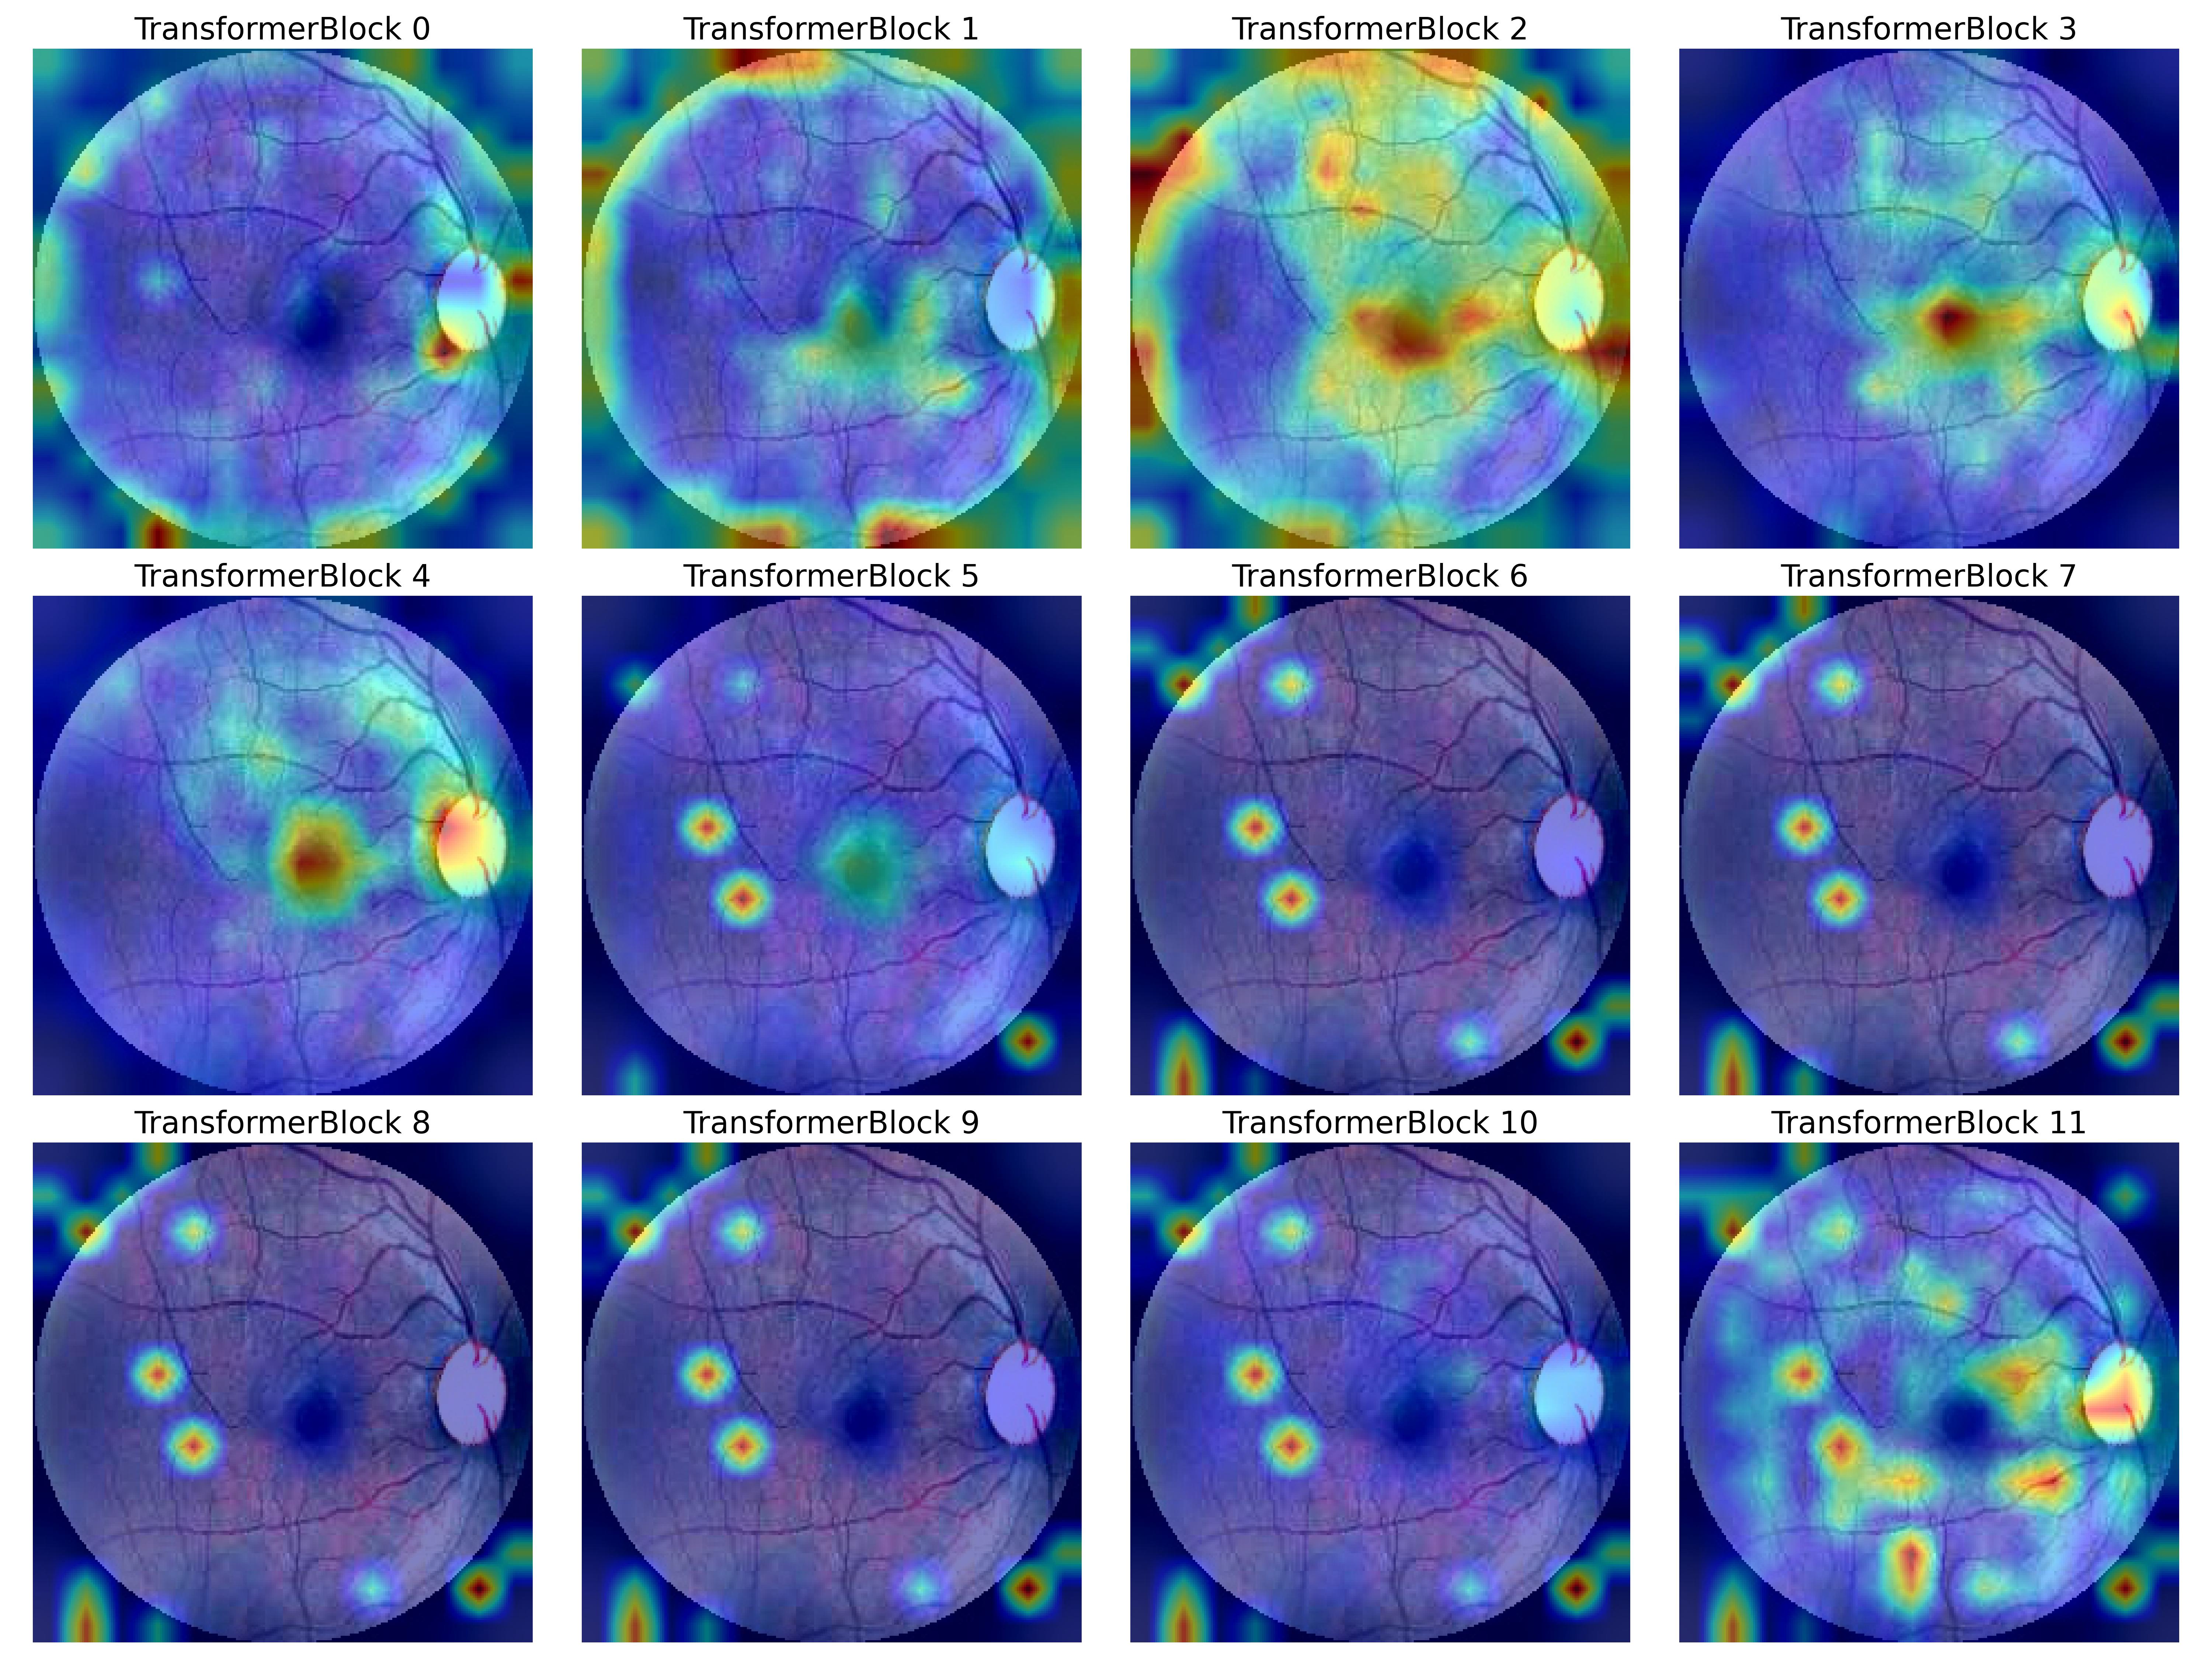 TransformerBlock 0
TransformerBlock 1
TransformerBlock 2
TransformerBlock 3
TransformerBlock 4
TransformerBlock 5
TransformerBlock 6
TransformerBlock 7
TransformerBlock 8
TransformerBlock 9
TransformerBlock 10
TransformerBlock 11